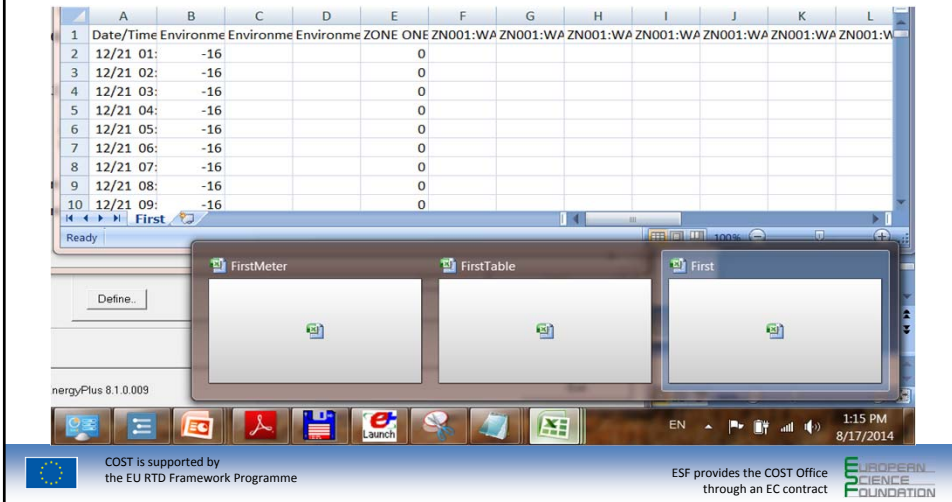 A B C D E F G H I J K L
1 Date/Time Environme Environme Environme ZONE ONE ZN001:WA ZN001:WA ZN001:WA ZN001:WA ZN001:WA ZN001:WA ZN001:W
2 12/21 01: -16 0
3 12/21 02: -16 0
4 12/21 03: -16 0
5 12/21 04: -16 0
6 12/21 05: -16 0
7 12/21 06: -16 0
8 12/21 07: -16 0
9 12/21 08: -16 0
10 12/21 09: -16 0
First
Ready 100%
FirstMeter FirstTable First
Define..
nergyPlus 8.1.0.009
Launch EN 1:15 PM
8/17/2014
COST is supported by
the EU RTD Framework Programme
ESF provides the COST Office
through an EC contract
EUROPEAN
SCIENCE
FOUNDATION